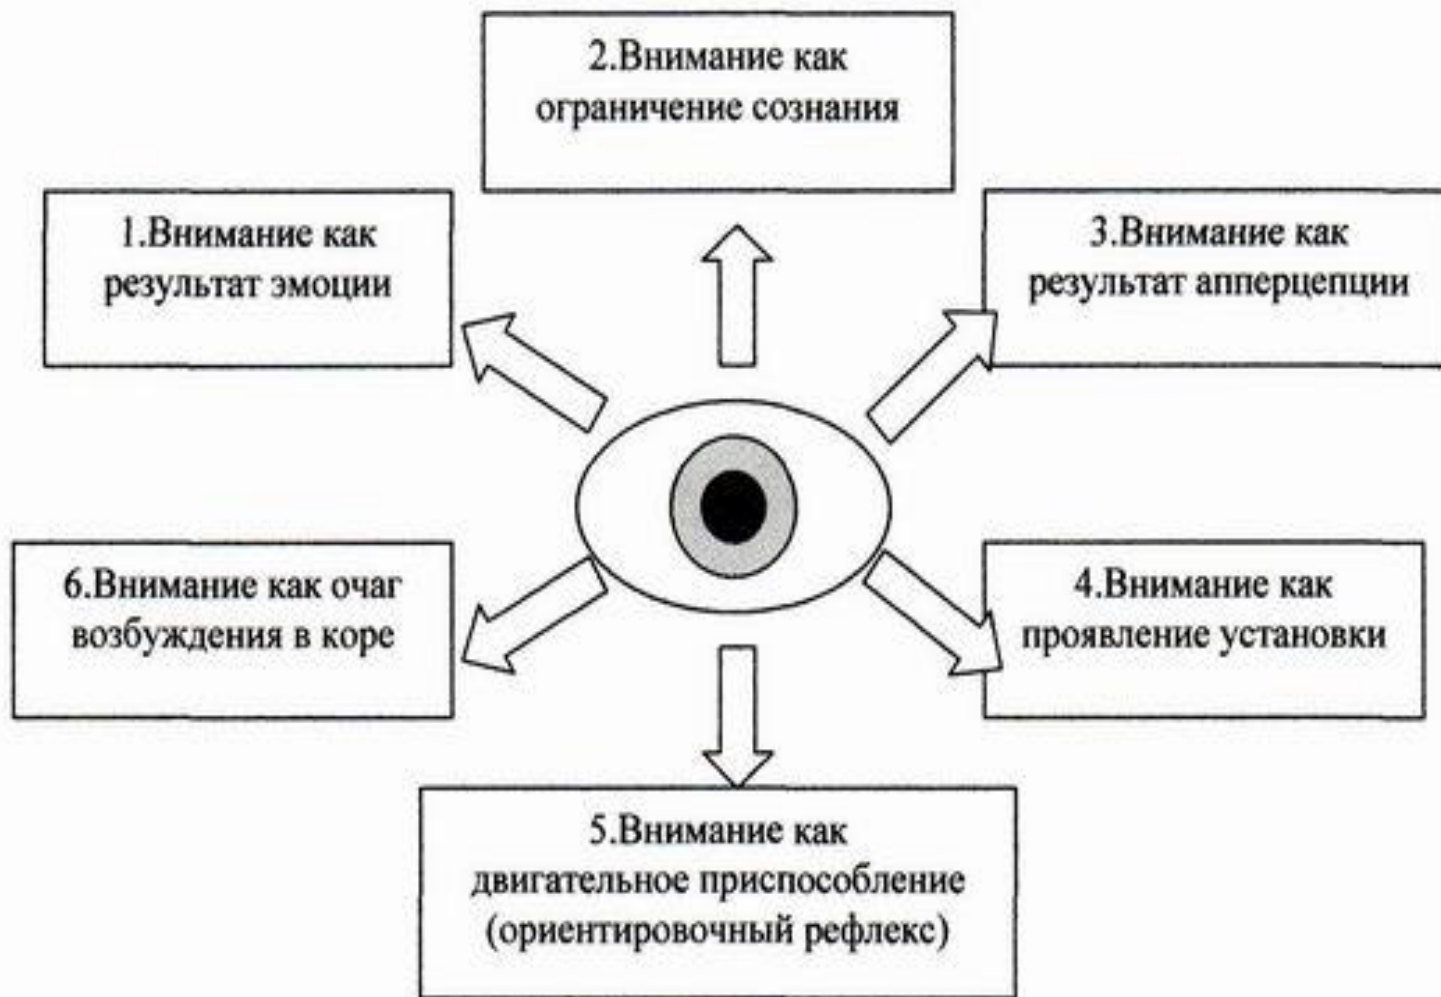 1.Внимание как
результат эмоции
2.Внимание как
ограничение сознания
3.Внимание как
результат апперцепции
4.Внимание как
проявление установки
5.Внимание как
двигательное приспособление
(ориентировочный рефлекс)
6.Внимание как очаг
возбуждения в коре